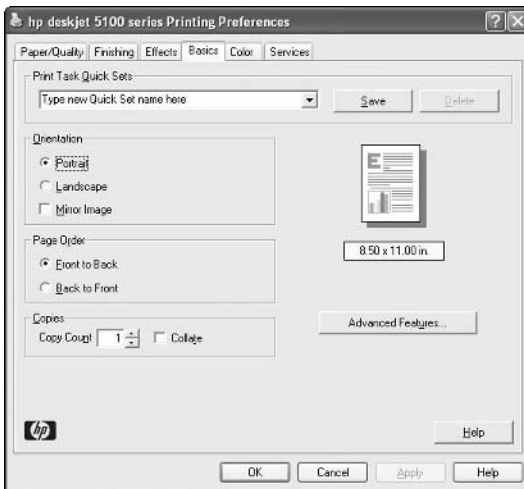 hp deskjet 5100 series Printing Preferences
Paper/Quality Finishing Effects Basics Color Services
Print Task Quick Sets
Type new Quick Set name here Save Delete
Orientation
Portrait
Landscape
Mirror Image
8.50 x 11.00 in.
Page Order
Front to Back
Back to Front
Copies
Copy Count 1 Collate
Advanced Features...
hp
Help
OK Cancel Apply Help